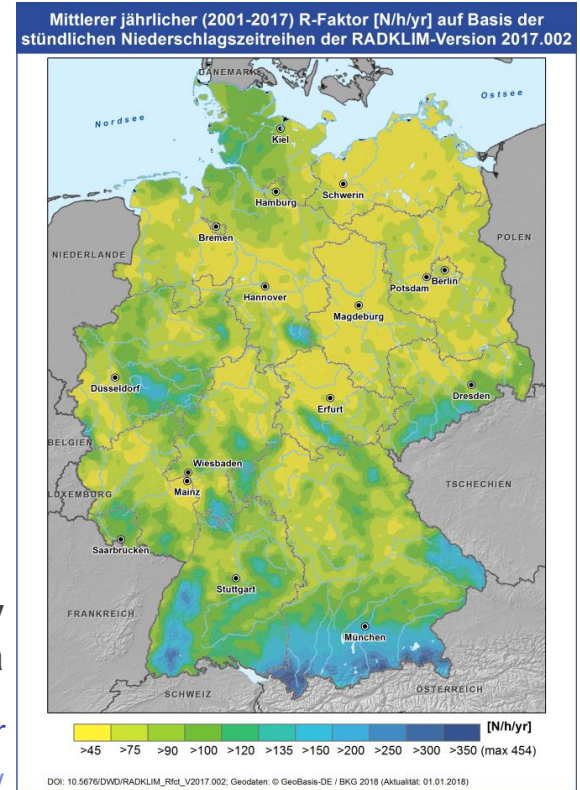 Mittlerer jährlicher (2001-2017) R-Faktor [N/h/yr] auf Basis der
stündlichen Niederschlagszeitreihen der RADKLIM-Version 2017.002
DÄNEMARK
Nordsee
Ostsee
Kiel
Hamburg
Schwerin
Bremen
NIEDERLANDE
POLEN
Potsdam
Berlin
Hannover
Magdeburg
Düsseldorf
Erfurt
Dresden
BELGIEN
Wiesbaden
Mainz
LUXEMBURG
TSCHECHIEN
Saarbrücken
Stuttgart
FRANKREICH
München
SCHWEIZ
ÖSTERREICH
[N/h/yr]
>45 >75 >90 >100 >120 >135 >150 >200 >250 >300 >350 (max 454)
DOI: 10.5676/DWD/RADKLIM_Rfct_V2017.002; Geodaten: © GeoBasis-DE / BKG 2018 (Aktualität: 01.01.2018)